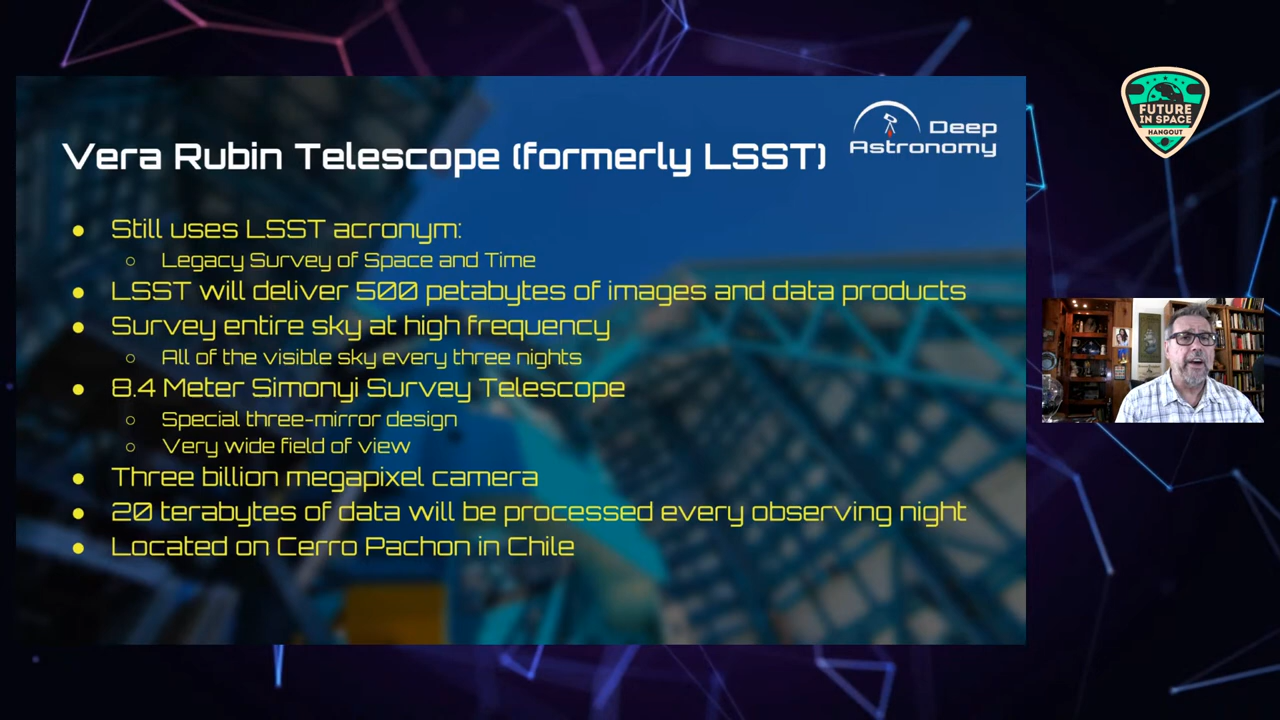 Vera Rubin Telescope (formerly LSST)
Deep
Astronomy
FUTURE
IN SPACE
HANGOUT
● Still uses LSST acronym:
○ Legacy Survey of Space and Time
● LSST will deliver 500 petabytes of images and data products
● Survey entire sky at high frequency
○ All of the visible sky every three nights
● 8.4 Meter Simonyi Survey Telescope
○ Special three-mirror design
○ Very wide field of view
● Three billion megapixel camera
● 20 terabytes of data will be processed every observing night
● Located on Cerro Pachon in Chile